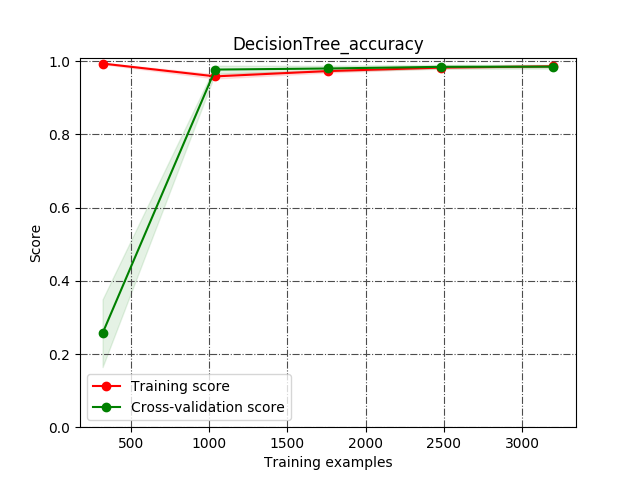 DecisionTree_accuracy
1.0
0.8
0.6
0.4
0.2
0.0
Score
Training score
Cross-validation score
500 1000 1500 2000 2500 3000
Training examples